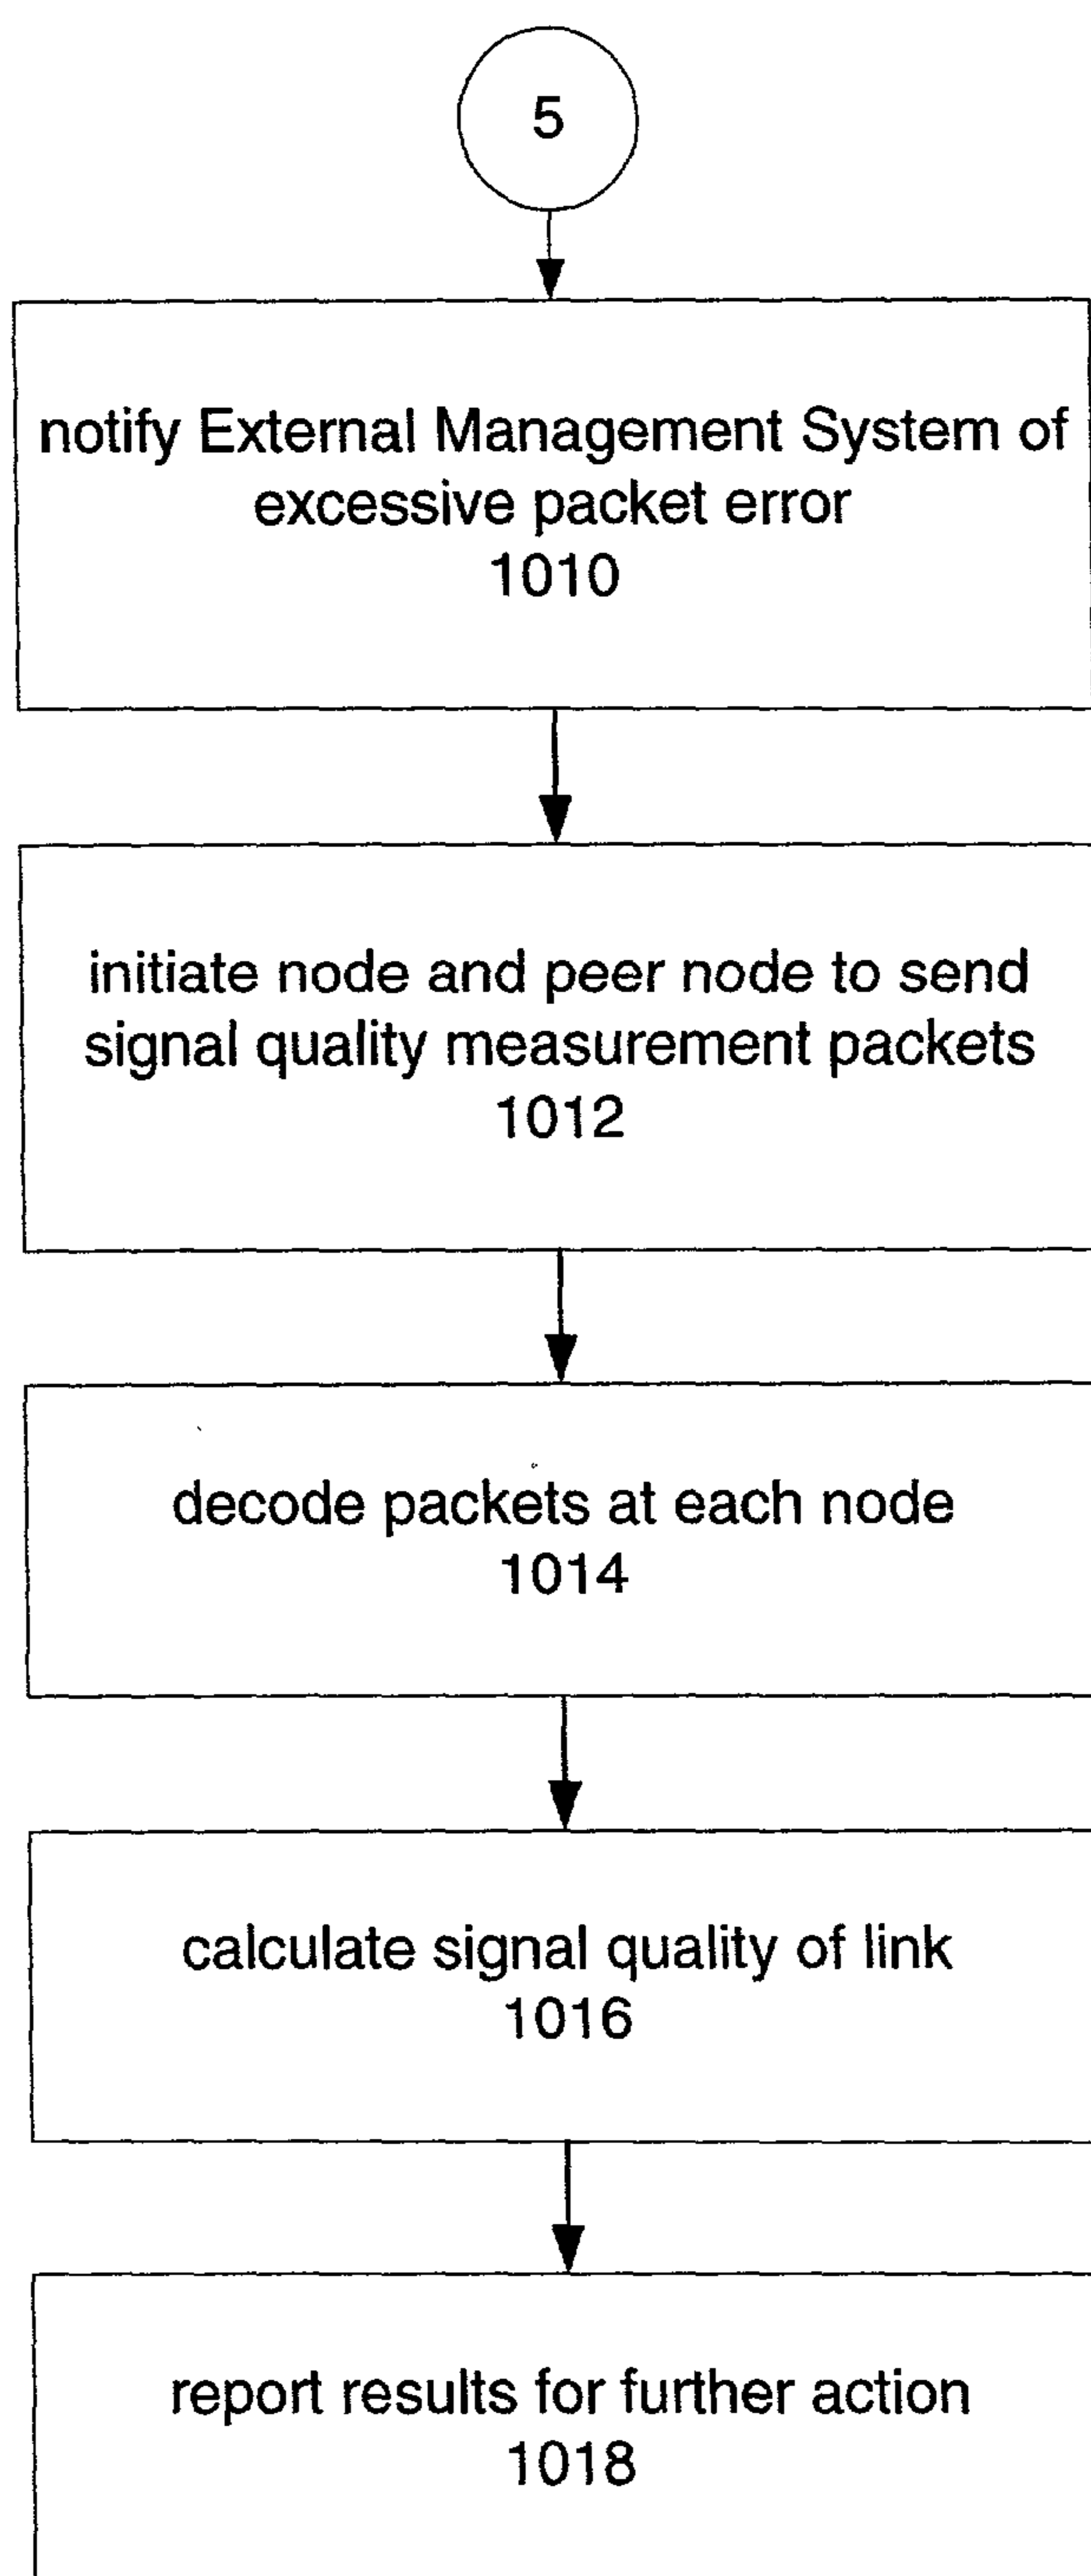 5
notify External Management System of
excessive packet error
1010
initiate node and peer node to send
signal quality measurement packets
1012
decode packets at each node
1014
calculate signal quality of link
1016
report results for further action
1018